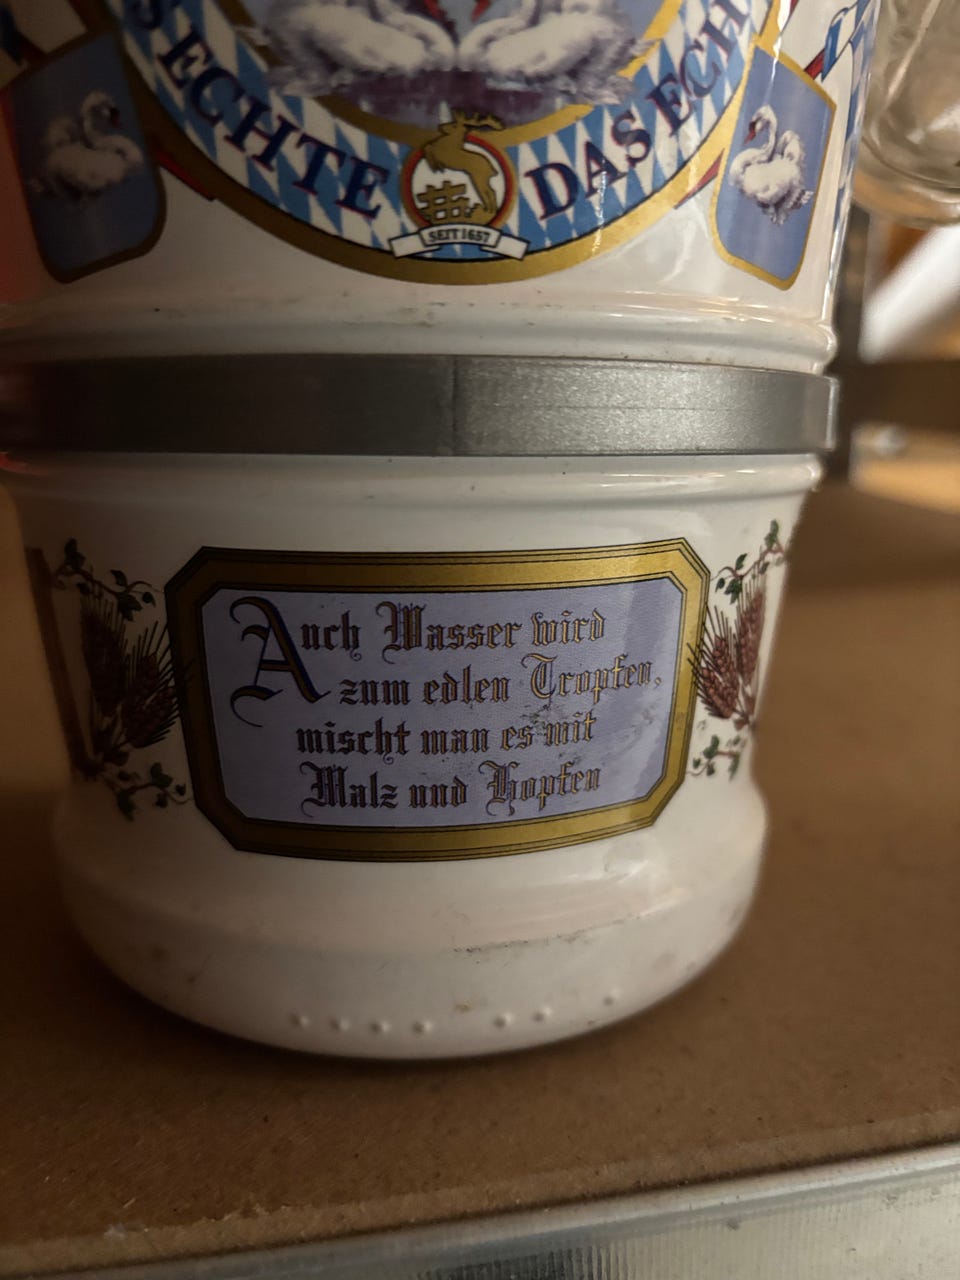 ECHTE DAS ECH
SEIT 1657
Auch Wasser wird
zum edlen Tropfen,
mischt man es mit
Malz und Hopfen